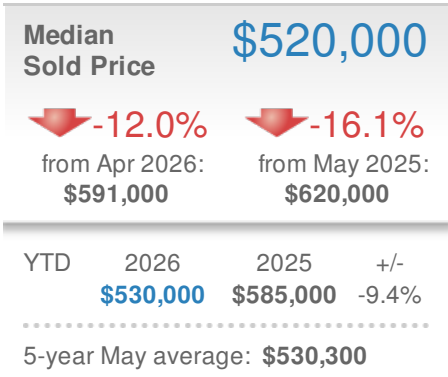 Median $520,000
Sold Price
-12.0% -16.1%
from Apr 2026: from May 2025:
$591,000 $620,000
YTD 2026 2025 +/-
$530,000 $585,000 -9.4%
5-year May average: $530,300